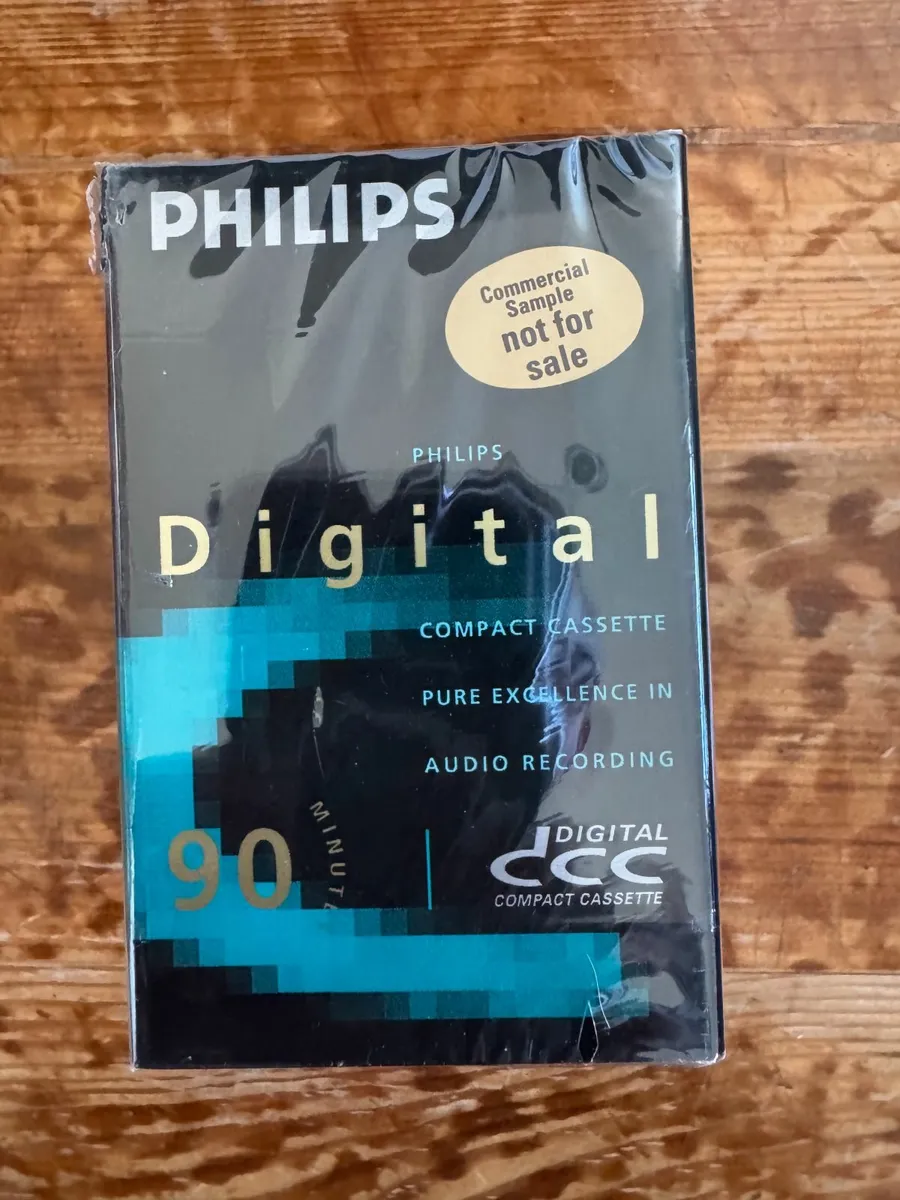 PHILIPS
Commercial
Sample
not for
sale
PHILIPS
Digital
COMPACT CASSETTE
PURE EXCELLENCE IN
AUDIO RECORDING
90
DIGITAL
dcc
COMPACT CASSETTE